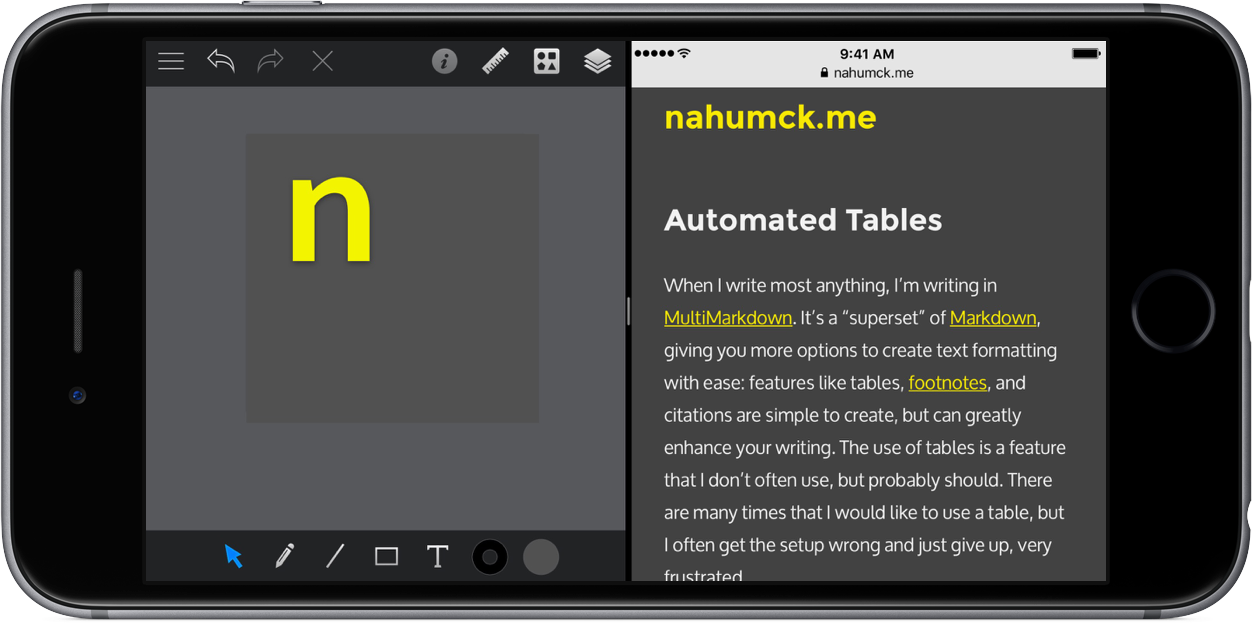 n
T
9:41 AM
nahumck.me
nahumck.me
Automated Tables
When I write most anything, I’m writing in
MultiMarkdown. It’s a “superset” of Markdown,
giving you more options to create text formatting
with ease: features like tables, footnotes, and
citations are simple to create, but can greatly
enhance your writing. The use of tables is a feature
that I don’t often use, but probably should. There
are many times that I would like to use a table, but
I often get the setup wrong and just give up, very
frustrated